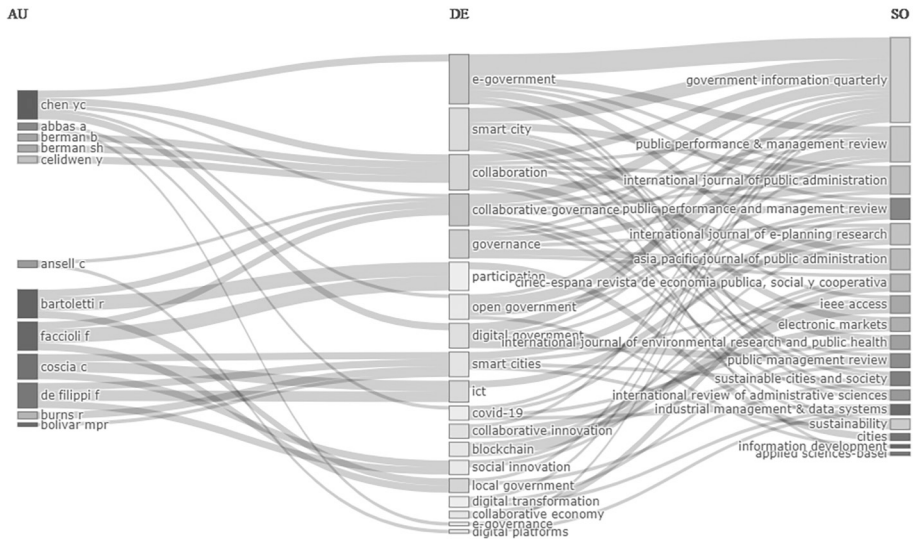 AU
DE
SO
chen yc
abbas a
berman b
berman sh
celidwen y
ansell c
bartoletti r
faccioli f
coscia c
de filippi f
burns r
bolivar mpr
e-government
smart city
collaboration
collaborative governance
governance
participation
open government
digital government
smart cities
ict
covid-19
collaborative innovation
blockchain
social innovation
local government
digital transformation
collaborative economy
e-governance
digital platforms
government information quarterly
public performance & management review
international journal of public administration
public performance and management review
international journal of e-planning research
asia pacific journal of public administration
ciriec-espana revista de economia publica, social y cooperativa
ieee access
electronic markets
international journal of environmental research and public health
public management review
sustainable cities and society
international review of administrative sciences
industrial management & data systems
sustainability
cities
information development
applied sciences-basel